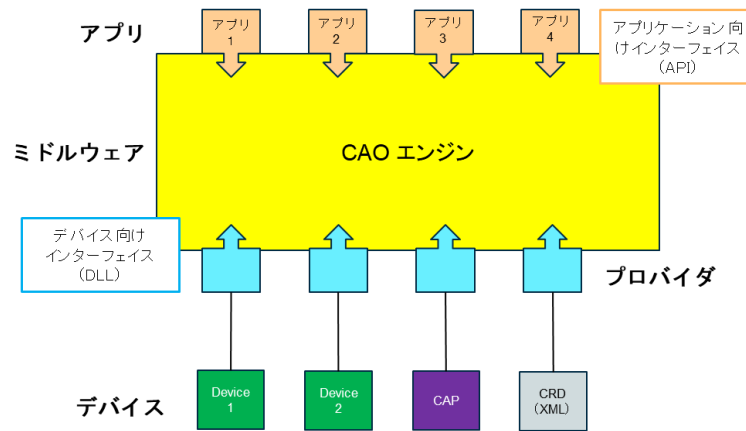 アプリ
アプリ
1
アプリ
2
アプリ
3
アプリ
4
アプリケーション向
けインターフェイス
(API)
ミドルウェア
CAO エンジン
デバイス向け
インターフェイス
(DLL)
プロバイダ
デバイス
Device
1
Device
2
CAP
CRD
(XML)